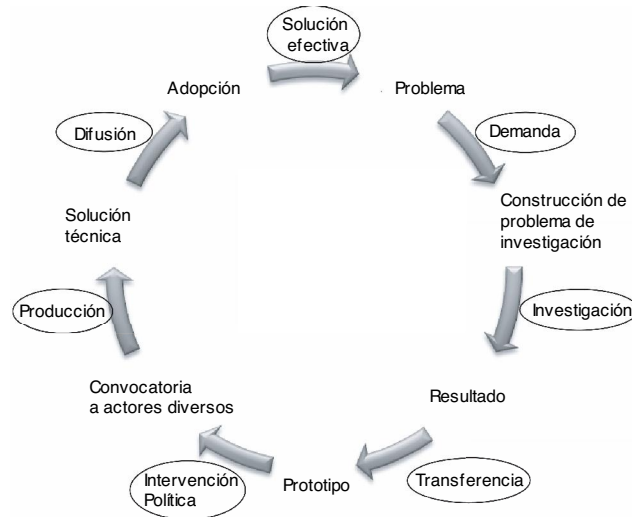 Solución
efectiva
Adopción
Problema
Difusión
Demanda
Solución
técnica
Construcción de
problema de
investigación
Producción
Investigación
Convocatoria
a actores diversos
Resultado
Intervención
Política
Prototipo
Transferencia